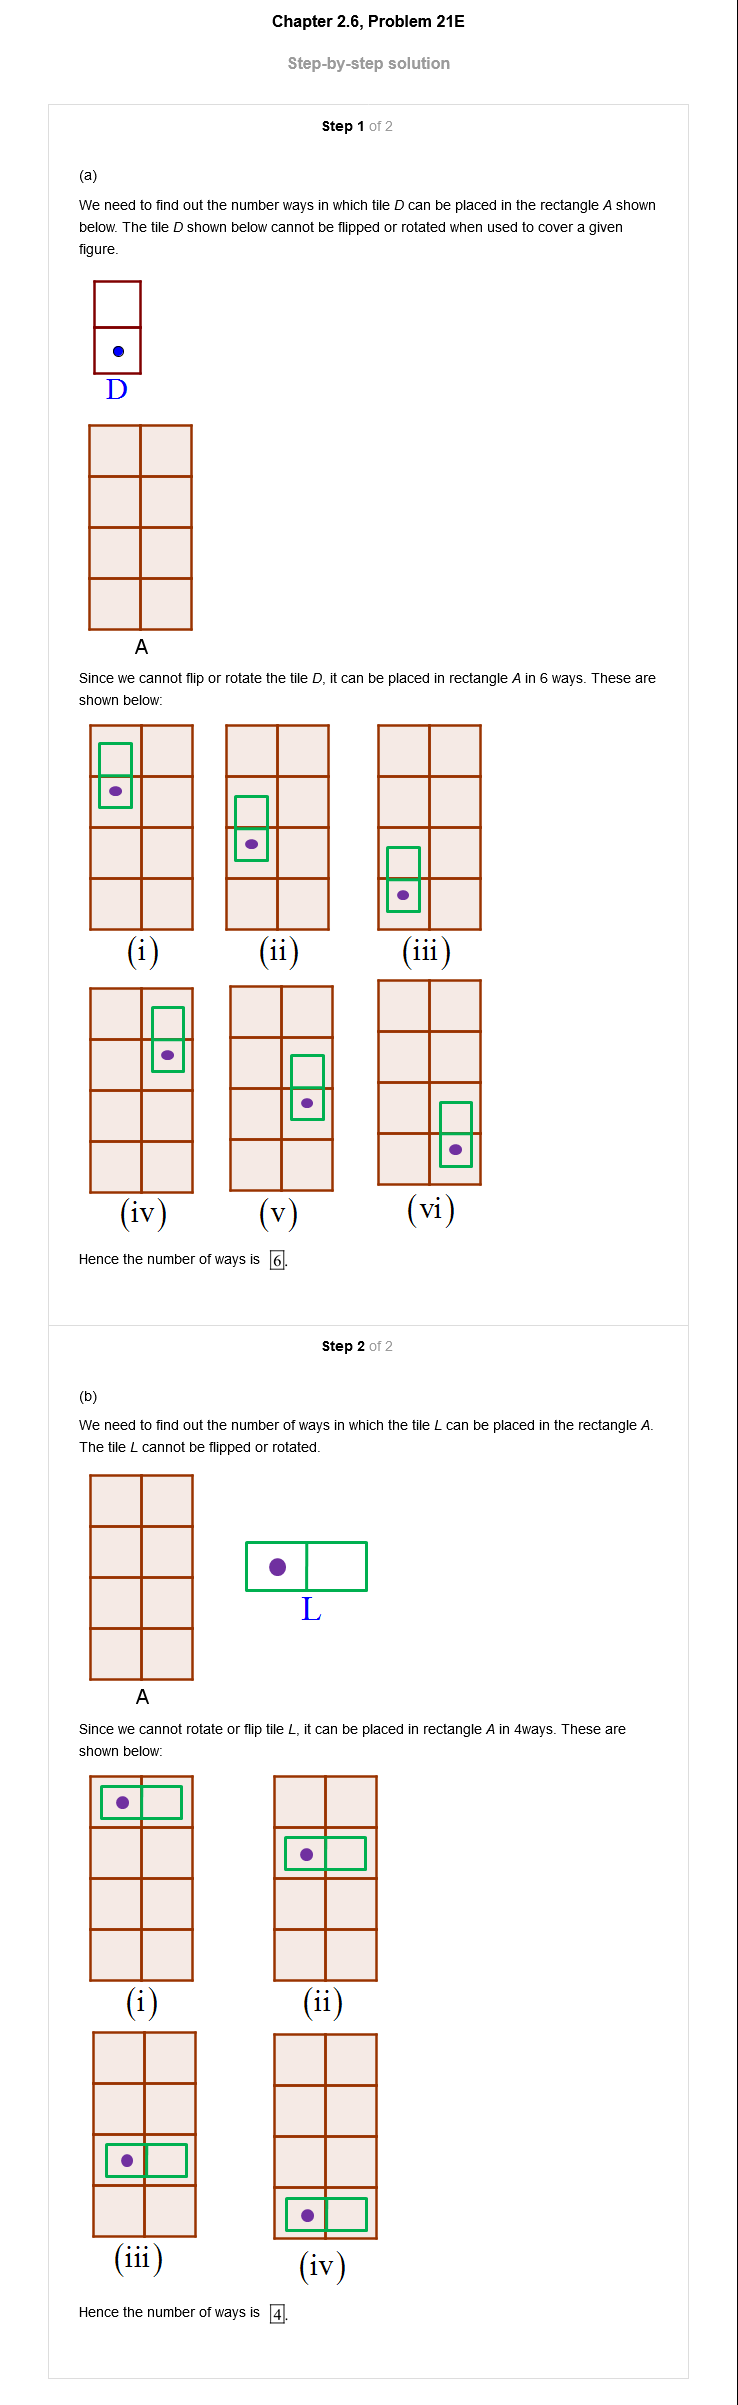 Chapter 2.6, Problem 21E
Step-by-step solution
Step 1 of 2
(a)
We need to find out the number ways in which tile D can be placed in the rectangle A shown
below. The tile D shown below cannot be flipped or rotated when used to cover a given
figure.
D
A
Since we cannot flip or rotate the tile D, it can be placed in rectangle A in 6 ways. These are
shown below:
(i) (ii) (iii)
(iv) (v) (vi)
Hence the number of ways is 6.
Step 2 of 2
(b)
We need to find out the number of ways in which the tile L can be placed in the rectangle A.
The tile L cannot be flipped or rotated.
L
A
Since we cannot rotate or flip tile L, it can be placed in rectangle A in 4ways. These are
shown below:
(i) (ii)
(iii) (iv)
Hence the number of ways is 4.